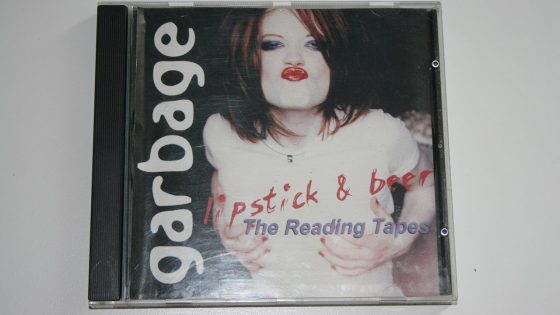 garbage
lipstick & beer
The Reading Tapes